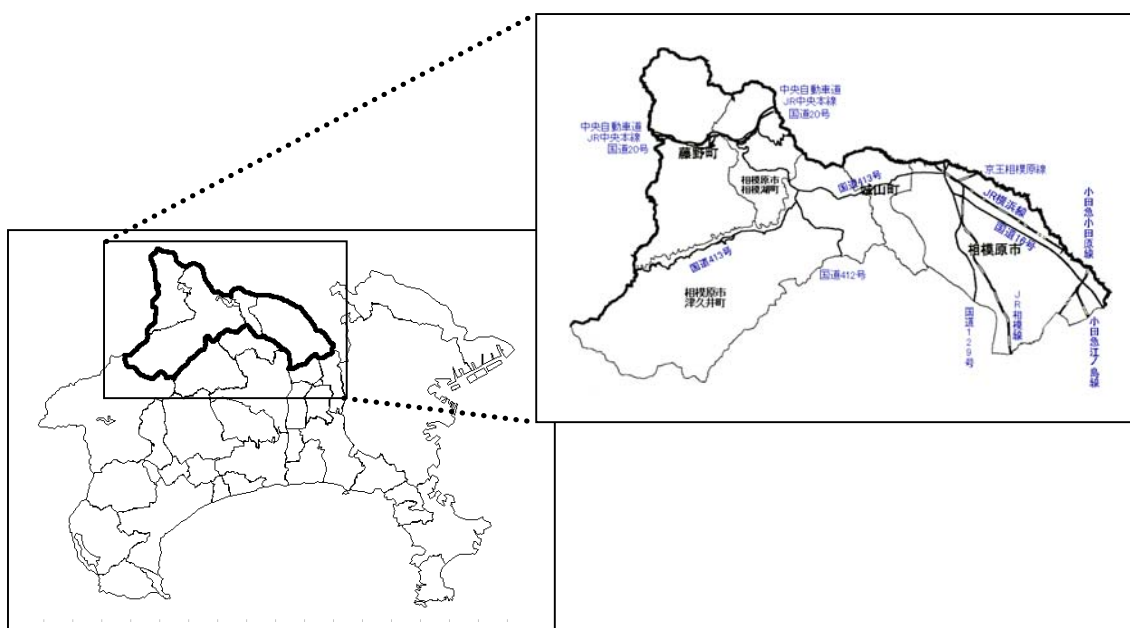 中央自動車道
JR中央本線
国道20号
中央自動車道
JR中央本線
国道20号
藤野町
相模原市
相模湖町
国道413号
城山町
京王相模原線
JR横浜線
国道16号
小田急小田原線
相模原市
国道413号
国道412号
相模原市
津久井町
国道129号
JR相模線
小田急江ノ島線